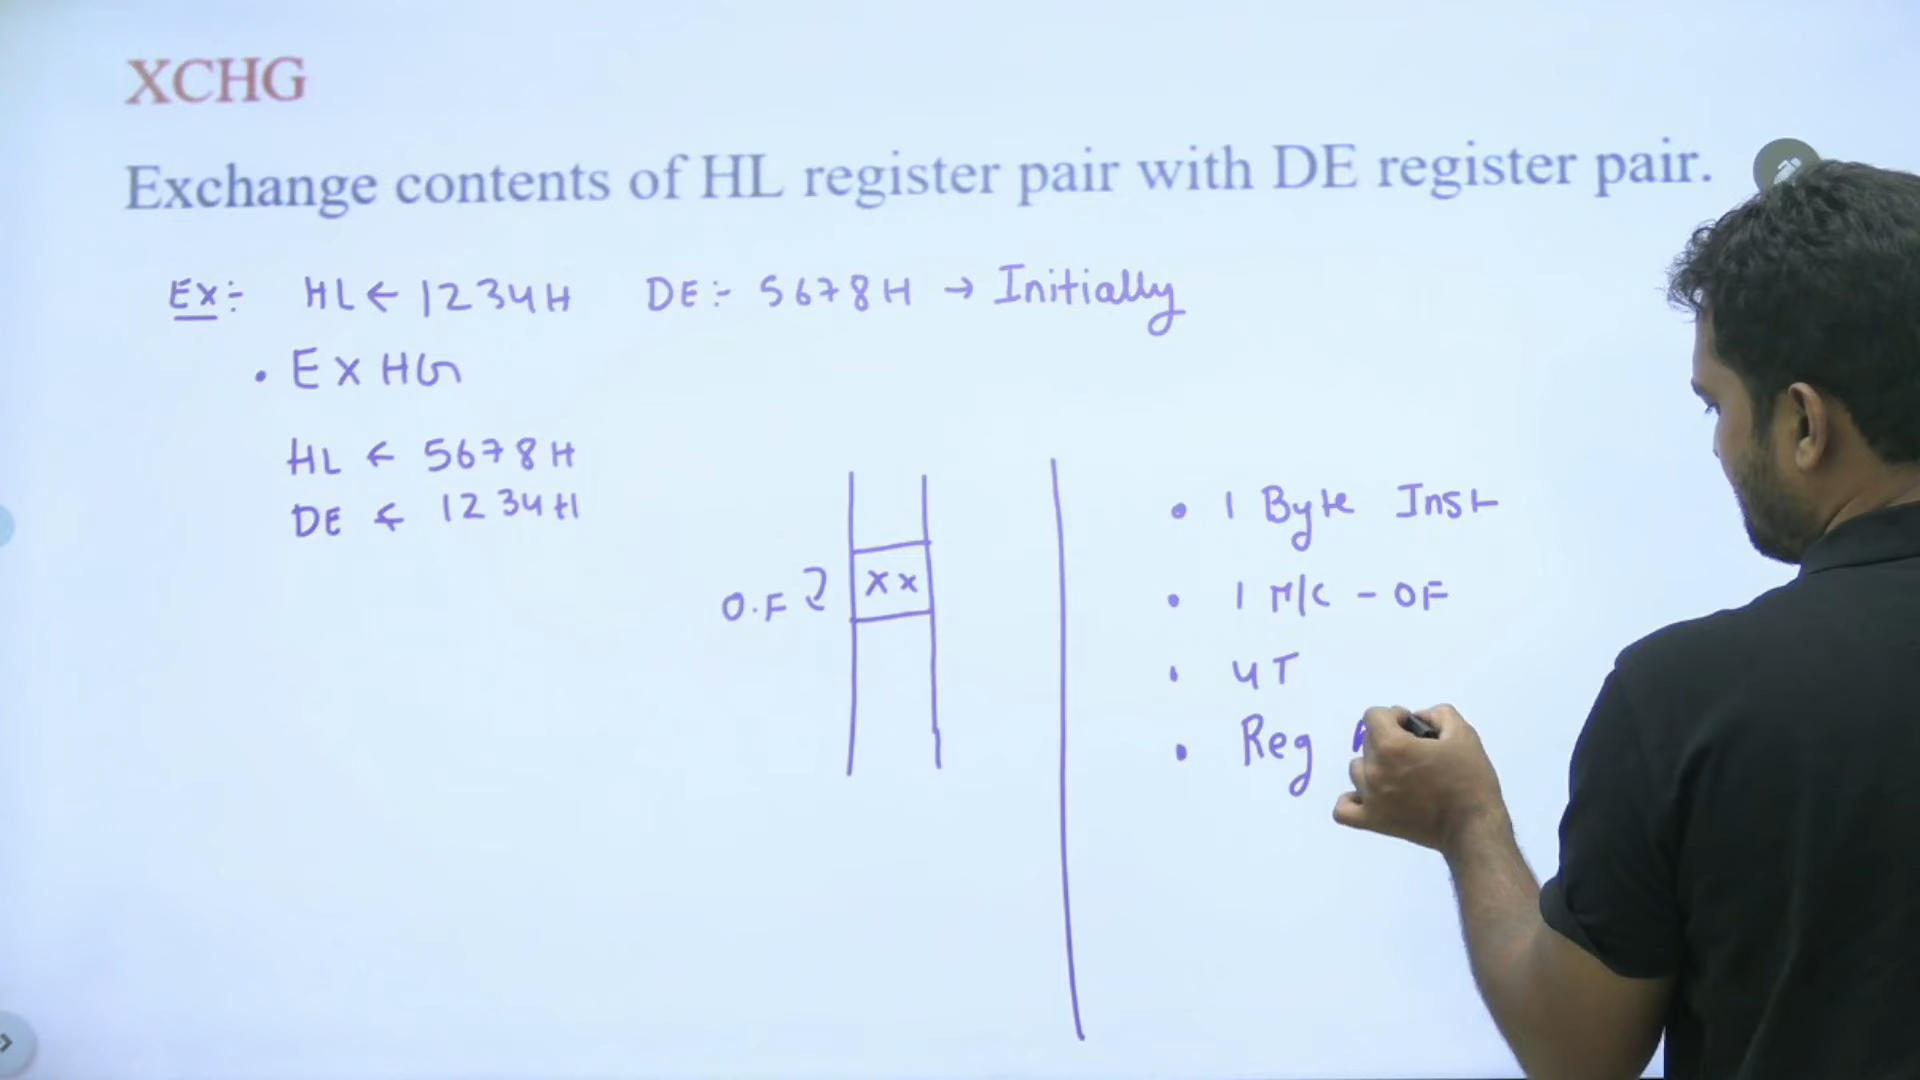 XCHG
Exchange contents of HL register pair with DE register pair.
Ex:- HL ← 1234H DE:- 5678H → Initially
• EXHG
HL ← 5678H
DE ← 1234H
O.F
XX
• 1 Byte Inst
• 1 M/C - OF
• 4T
• Reg